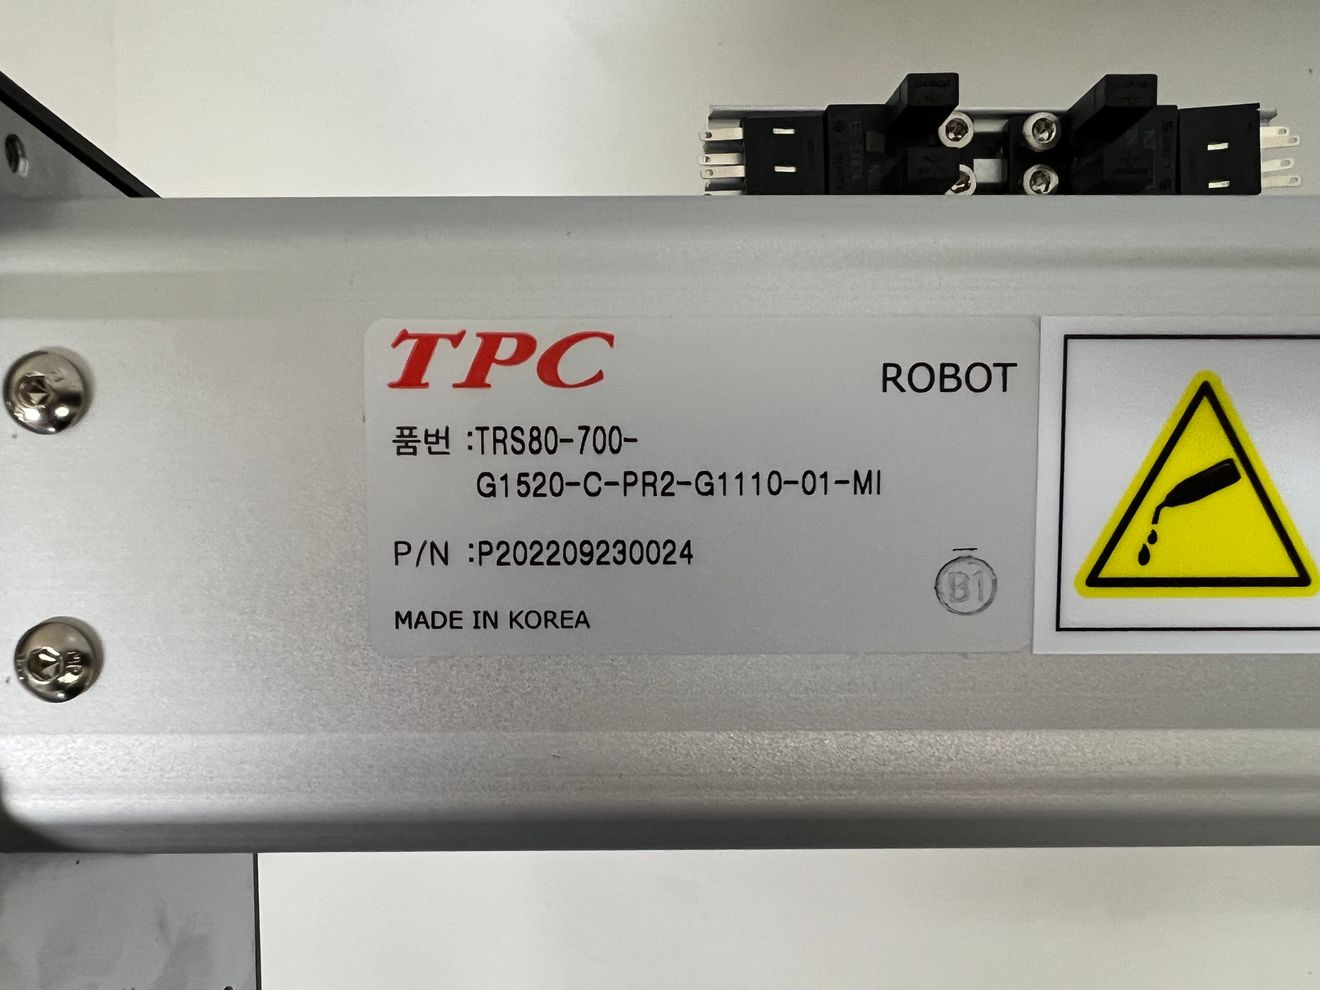 TPC
ROBOT
품번 :TRS80-700-
G1520-C-PR2-G1110-01-MI
P/N :P202209230024
B1
MADE IN KOREA